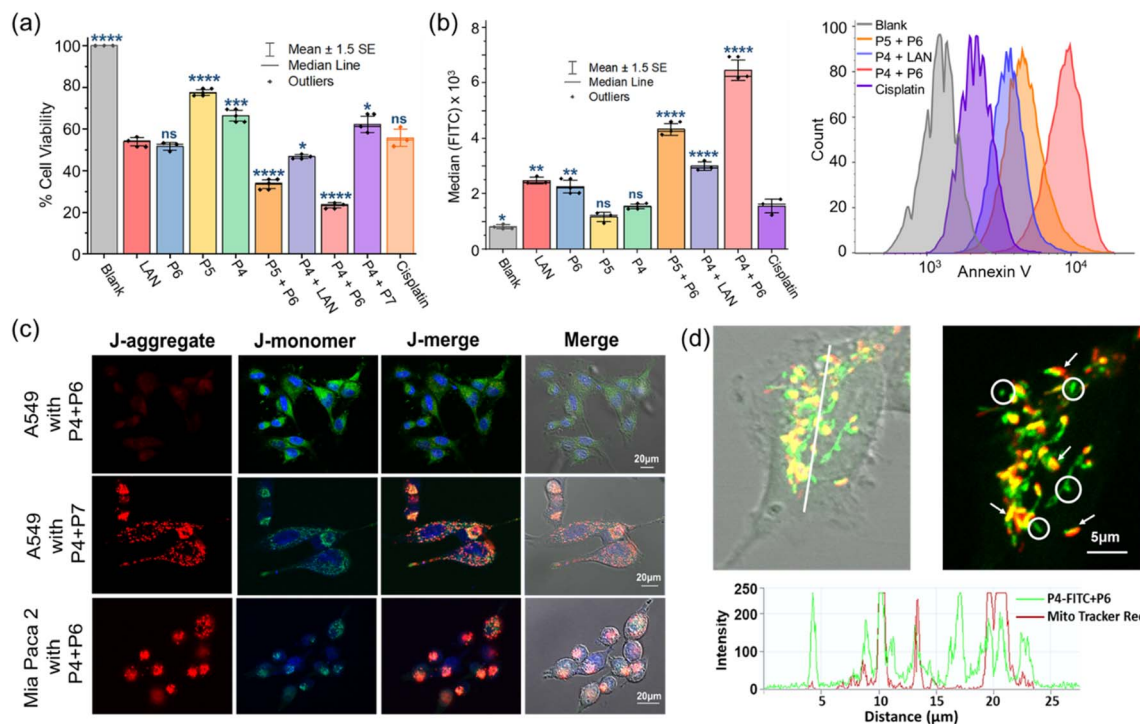 (a)
****
ns
****
***
****
*
****
*
ns
Mean ± 1.5 SE
Median Line
Outliers
% Cell Viability
100
80
60
40
20
0
Blank
LAN
P6
P5
P4
P5 + P6
P4 + LAN
P4 + P6
P4 + P7
Cisplatin
(b)
*
**
**
ns
ns
****
****
****
Mean ± 1.5 SE
Median Line
Outliers
Median (FITC) x 10³
8
6
4
2
0
Blank
LAN
P6
P5
P4
P5 + P6
P4 + LAN
P4 + P6
Cisplatin
Blank
P5 + P6
P4 + LAN
P4 + P6
Cisplatin
Count
100
80
60
40
20
0
10³
10⁴
Annexin V
(c)
J-aggregate
J-monomer
J-merge
Merge
A549
with
P4+P6
20μm
A549
with
P4+P7
20μm
Mia Paca 2
with
P4+P6
20μm
(d)
5μm
P4-FITC+P6
Intensity
250
200
100
0
5
10
15
20
25
Distance (μm)